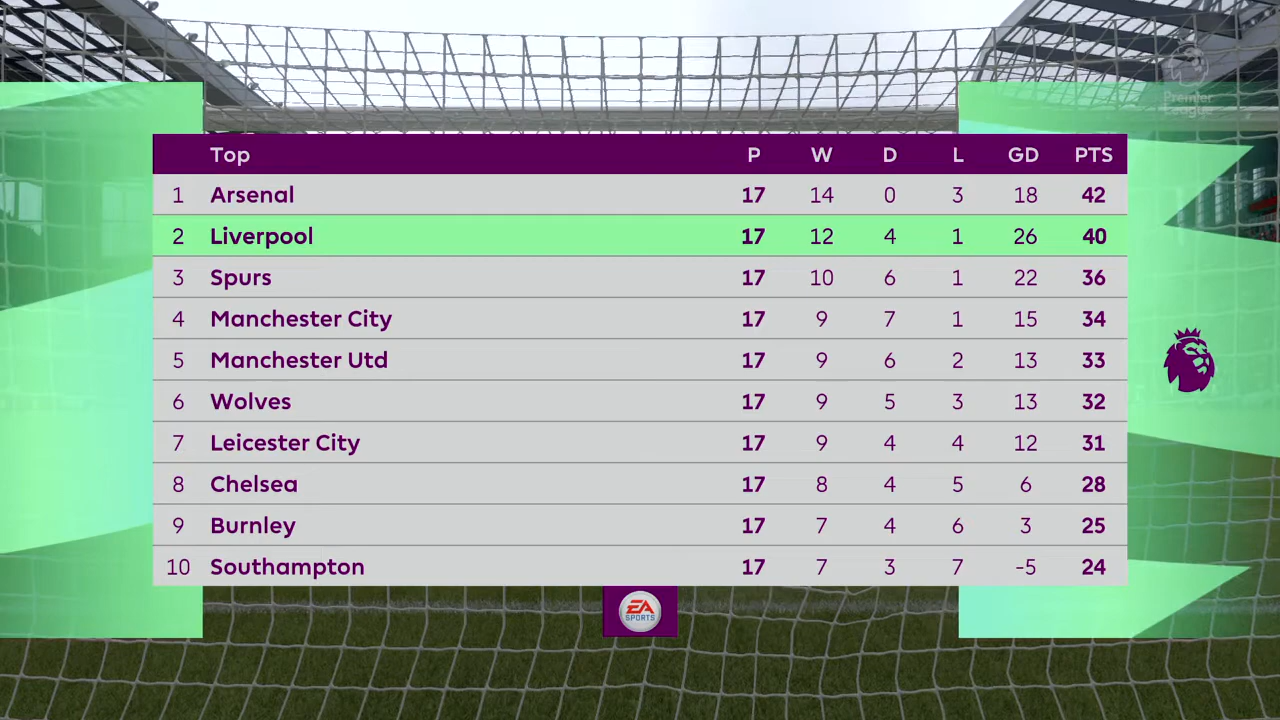 Premier
League
Top P W D L GD PTS
1 Arsenal 17 14 0 3 18 42
2 Liverpool 17 12 4 1 26 40
3 Spurs 17 10 6 1 22 36
4 Manchester City 17 9 7 1 15 34
5 Manchester Utd 17 9 6 2 13 33
6 Wolves 17 9 5 3 13 32
7 Leicester City 17 9 4 4 12 31
8 Chelsea 17 8 4 5 6 28
9 Burnley 17 7 4 6 3 25
10 Southampton 17 7 3 7 -5 24
EA
SPORTS